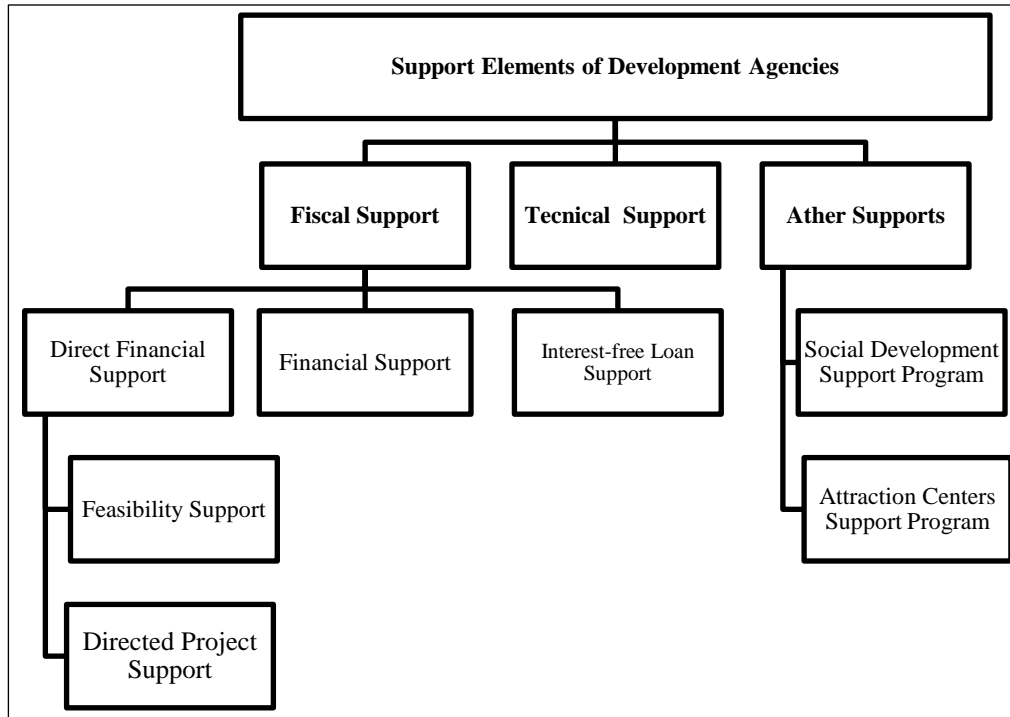 Support Elements of Development Agencies
Fiscal Support
Tecnical Support
Ather Supports
Direct Financial
Support
Financial Support
Interest-free Loan
Support
Social Development
Support Program
Feasibility Support
Attraction Centers
Support Program
Directed Project
Support